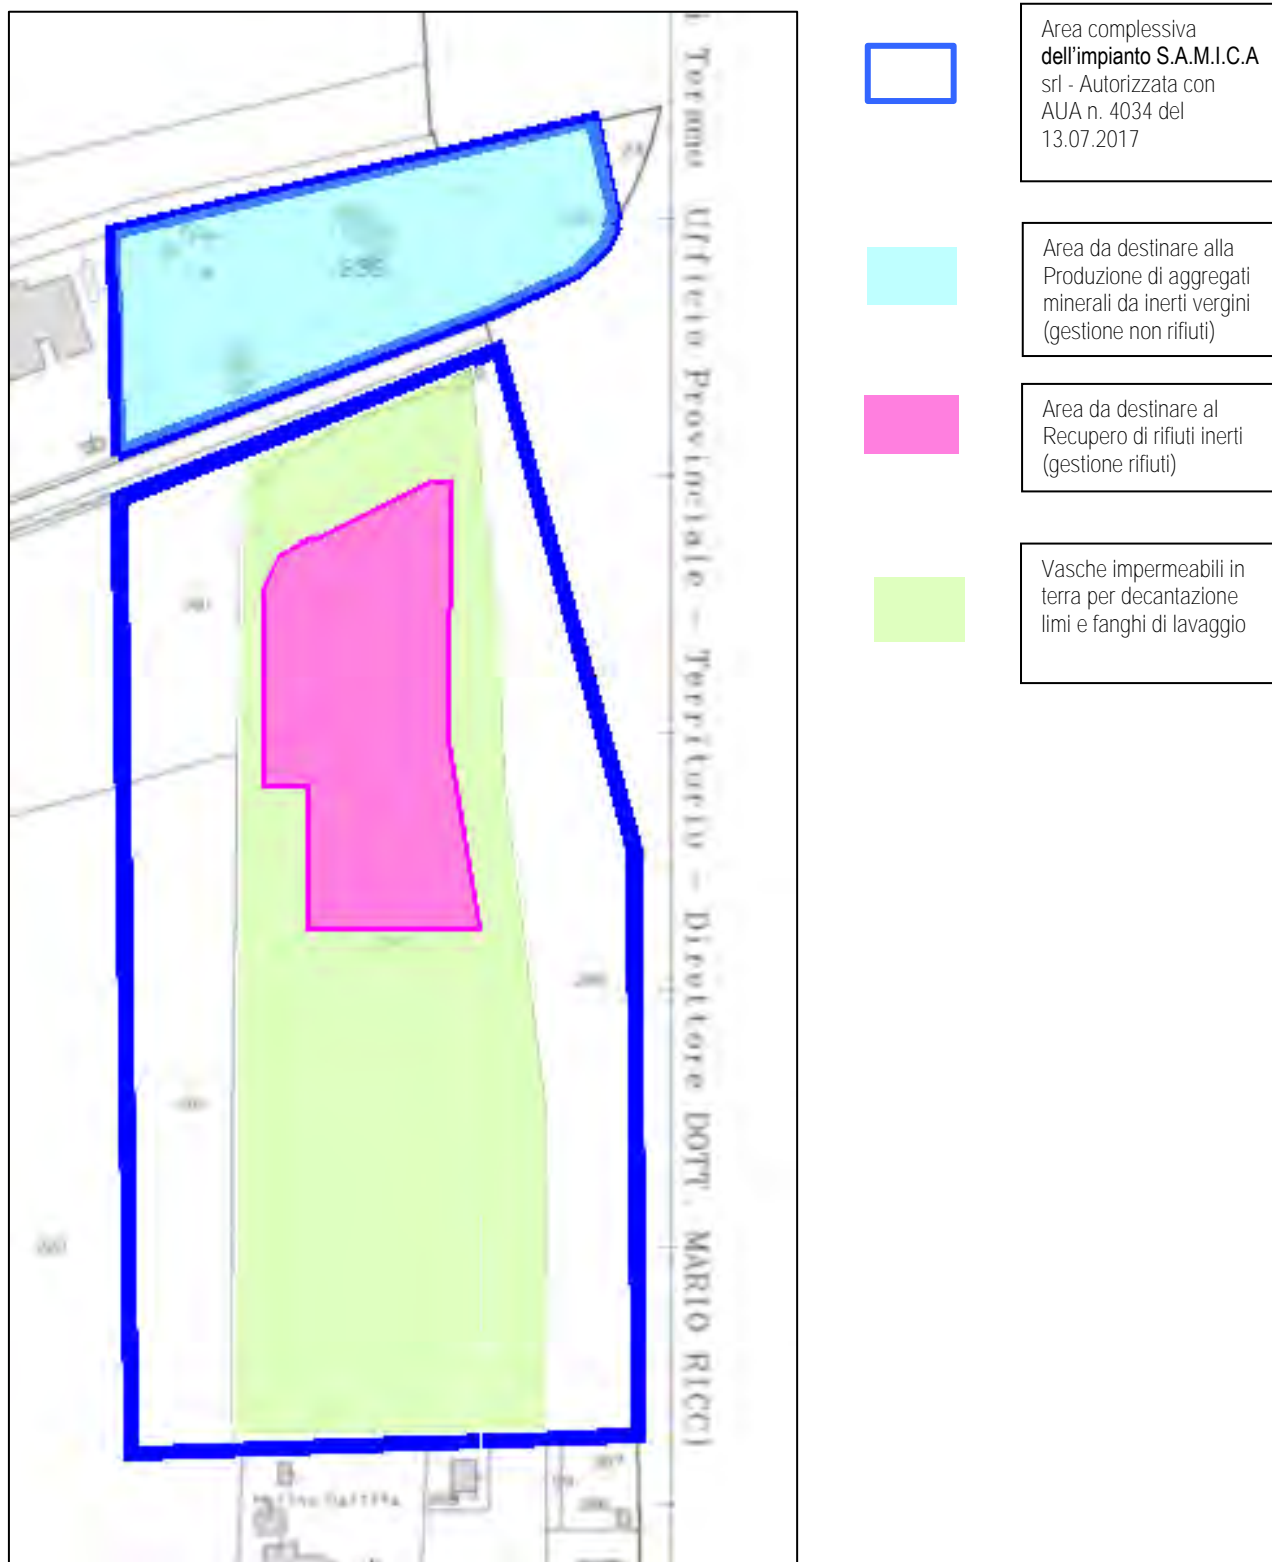 Area complessiva
dell'impianto S.A.M.I.C.A
srl - Autorizzata con
AUA n. 4034 del
13.07.2017
Area da destinare alla
Produzione di aggregati
minerali da inerti vergini
(gestione non rifiuti)
Area da destinare al
Recupero di rifiuti inerti
(gestione rifiuti)
Vasche impermeabili in
terra per decantazione
limi e fanghi di lavaggio
i Teramo Ufficio Provinciale - Territorio - Direttore DOTT. MARIO RICCI